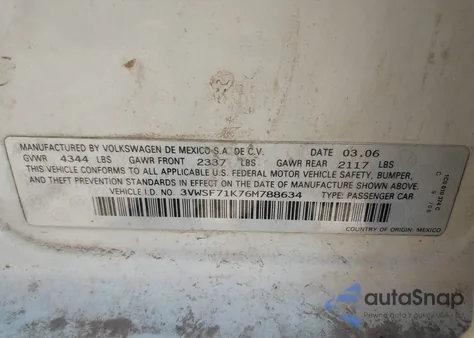 MANUFACTURED BY VOLKSWAGEN DE MEXICO S.A. DE C.V. DATE 03.06
GVWR 4344 LBS GAWR FRONT 2337 LBS GAWR REAR 2117 LBS
THIS VEHICLE CONFORMS TO ALL APPLICABLE U.S. FEDERAL MOTOR VEHICLE SAFETY, BUMPER,
AND THEFT PREVENTION STANDARDS IN EFFECT ON THE DATE OF MANUFACTURE SHOWN ABOVE.
VEHICLE I.D. NO. 3VWSF71K76M788634 TYPE: PASSENGER CAR
COUNTRY OF ORIGIN: MEXICO
autoSnap